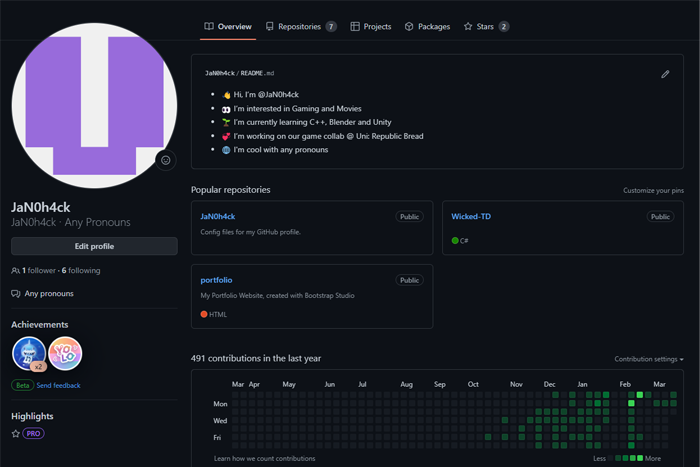 Overview Repositories 7 Projects Packages Stars 2
JaN0h4ck / README.md
Hi, I'm @JaN0h4ck
I'm interested in Gaming and Movies
I'm currently learning C++, Blender and Unity
I'm working on our game collab @ Uni: Republic Bread
I'm cool with any pronouns
JaN0h4ck
JaN0h4ck · Any Pronouns
Edit profile
1 follower · 6 following
Any pronouns
Achievements
x2
YOLO
Beta Send feedback
Highlights
PRO
Popular repositories Customize your pins
JaN0h4ck Public
Config files for my GitHub profile.
Wicked-TD Public
C#
portfolio Public
My Portfolio Website, created with Bootstrap Studio
HTML
491 contributions in the last year Contribution settings
Mar Apr May Jun Jul Aug Sep Oct Nov Dec Jan Feb Mar
Mon
Wed
Fri
Learn how we count contributions Less More